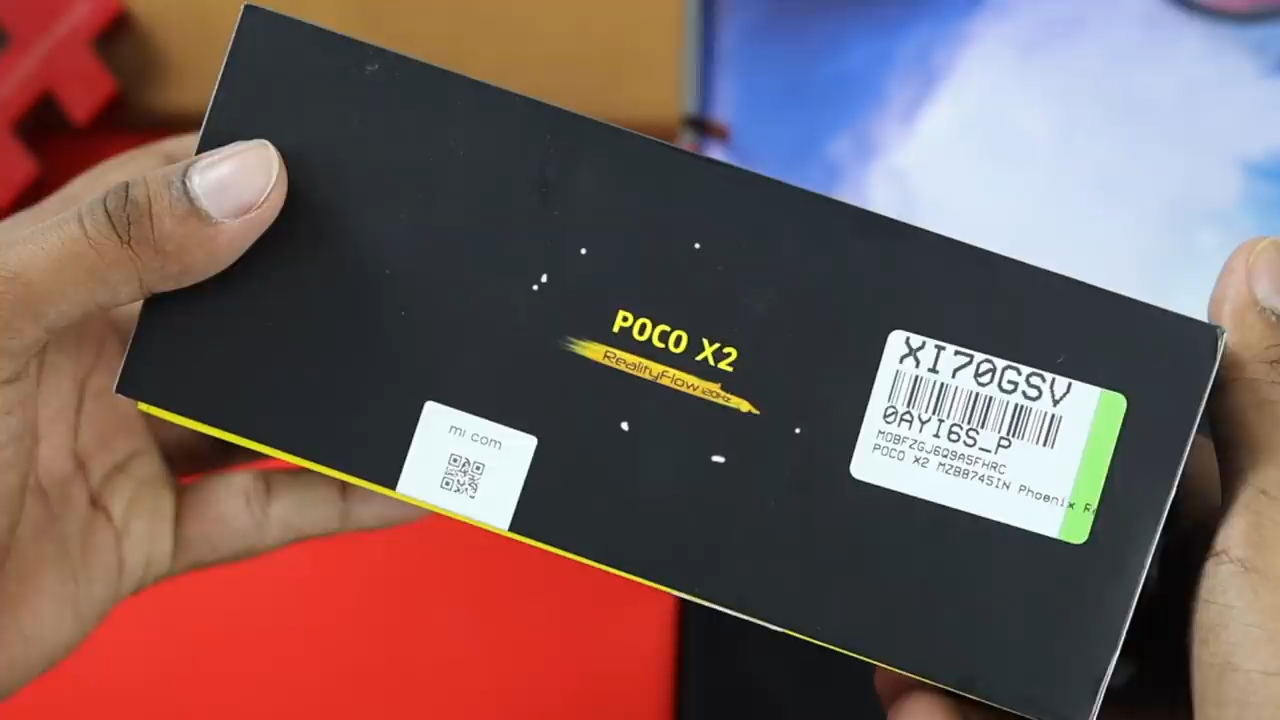 POCO X2
RealityFlow 120Hz
mi com
XI70GSV
0AYI6S_P
MOBFZGJ6Q9A5FHRC
POCO X2 MZB8745IN Phoenix